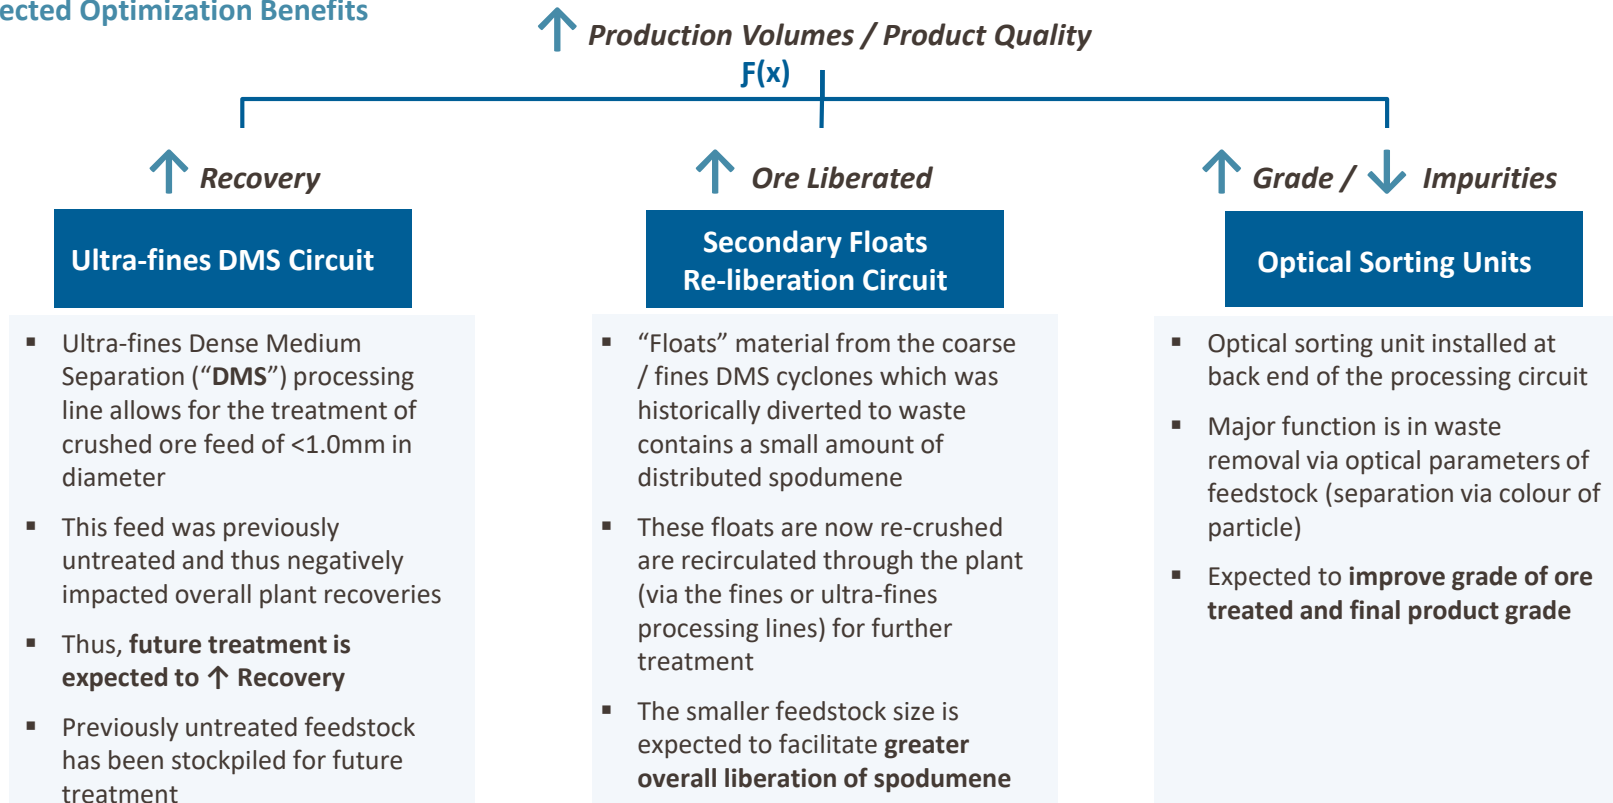 ected Optimization Benefits
↑ Production Volumes / Product Quality
Ƒ(x)
↑ Recovery
Ultra-fines DMS Circuit
▪ Ultra-fines Dense Medium
Separation (“DMS”) processing
line allows for the treatment of
crushed ore feed of <1.0mm in
diameter
▪ This feed was previously
untreated and thus negatively
impacted overall plant recoveries
▪ Thus, future treatment is
expected to ↑ Recovery
▪ Previously untreated feedstock
has been stockpiled for future
treatment
↑ Ore Liberated
Secondary Floats
Re-liberation Circuit
▪ “Floats” material from the coarse
/ fines DMS cyclones which was
historically diverted to waste
contains a small amount of
distributed spodumene
▪ These floats are now re-crushed
are recirculated through the plant
(via the fines or ultra-fines
processing lines) for further
treatment
▪ The smaller feedstock size is
expected to facilitate greater
overall liberation of spodumene
↑ Grade / ↓ Impurities
Optical Sorting Units
▪ Optical sorting unit installed at
back end of the processing circuit
▪ Major function is in waste
removal via optical parameters of
feedstock (separation via colour of
particle)
▪ Expected to improve grade of ore
treated and final product grade